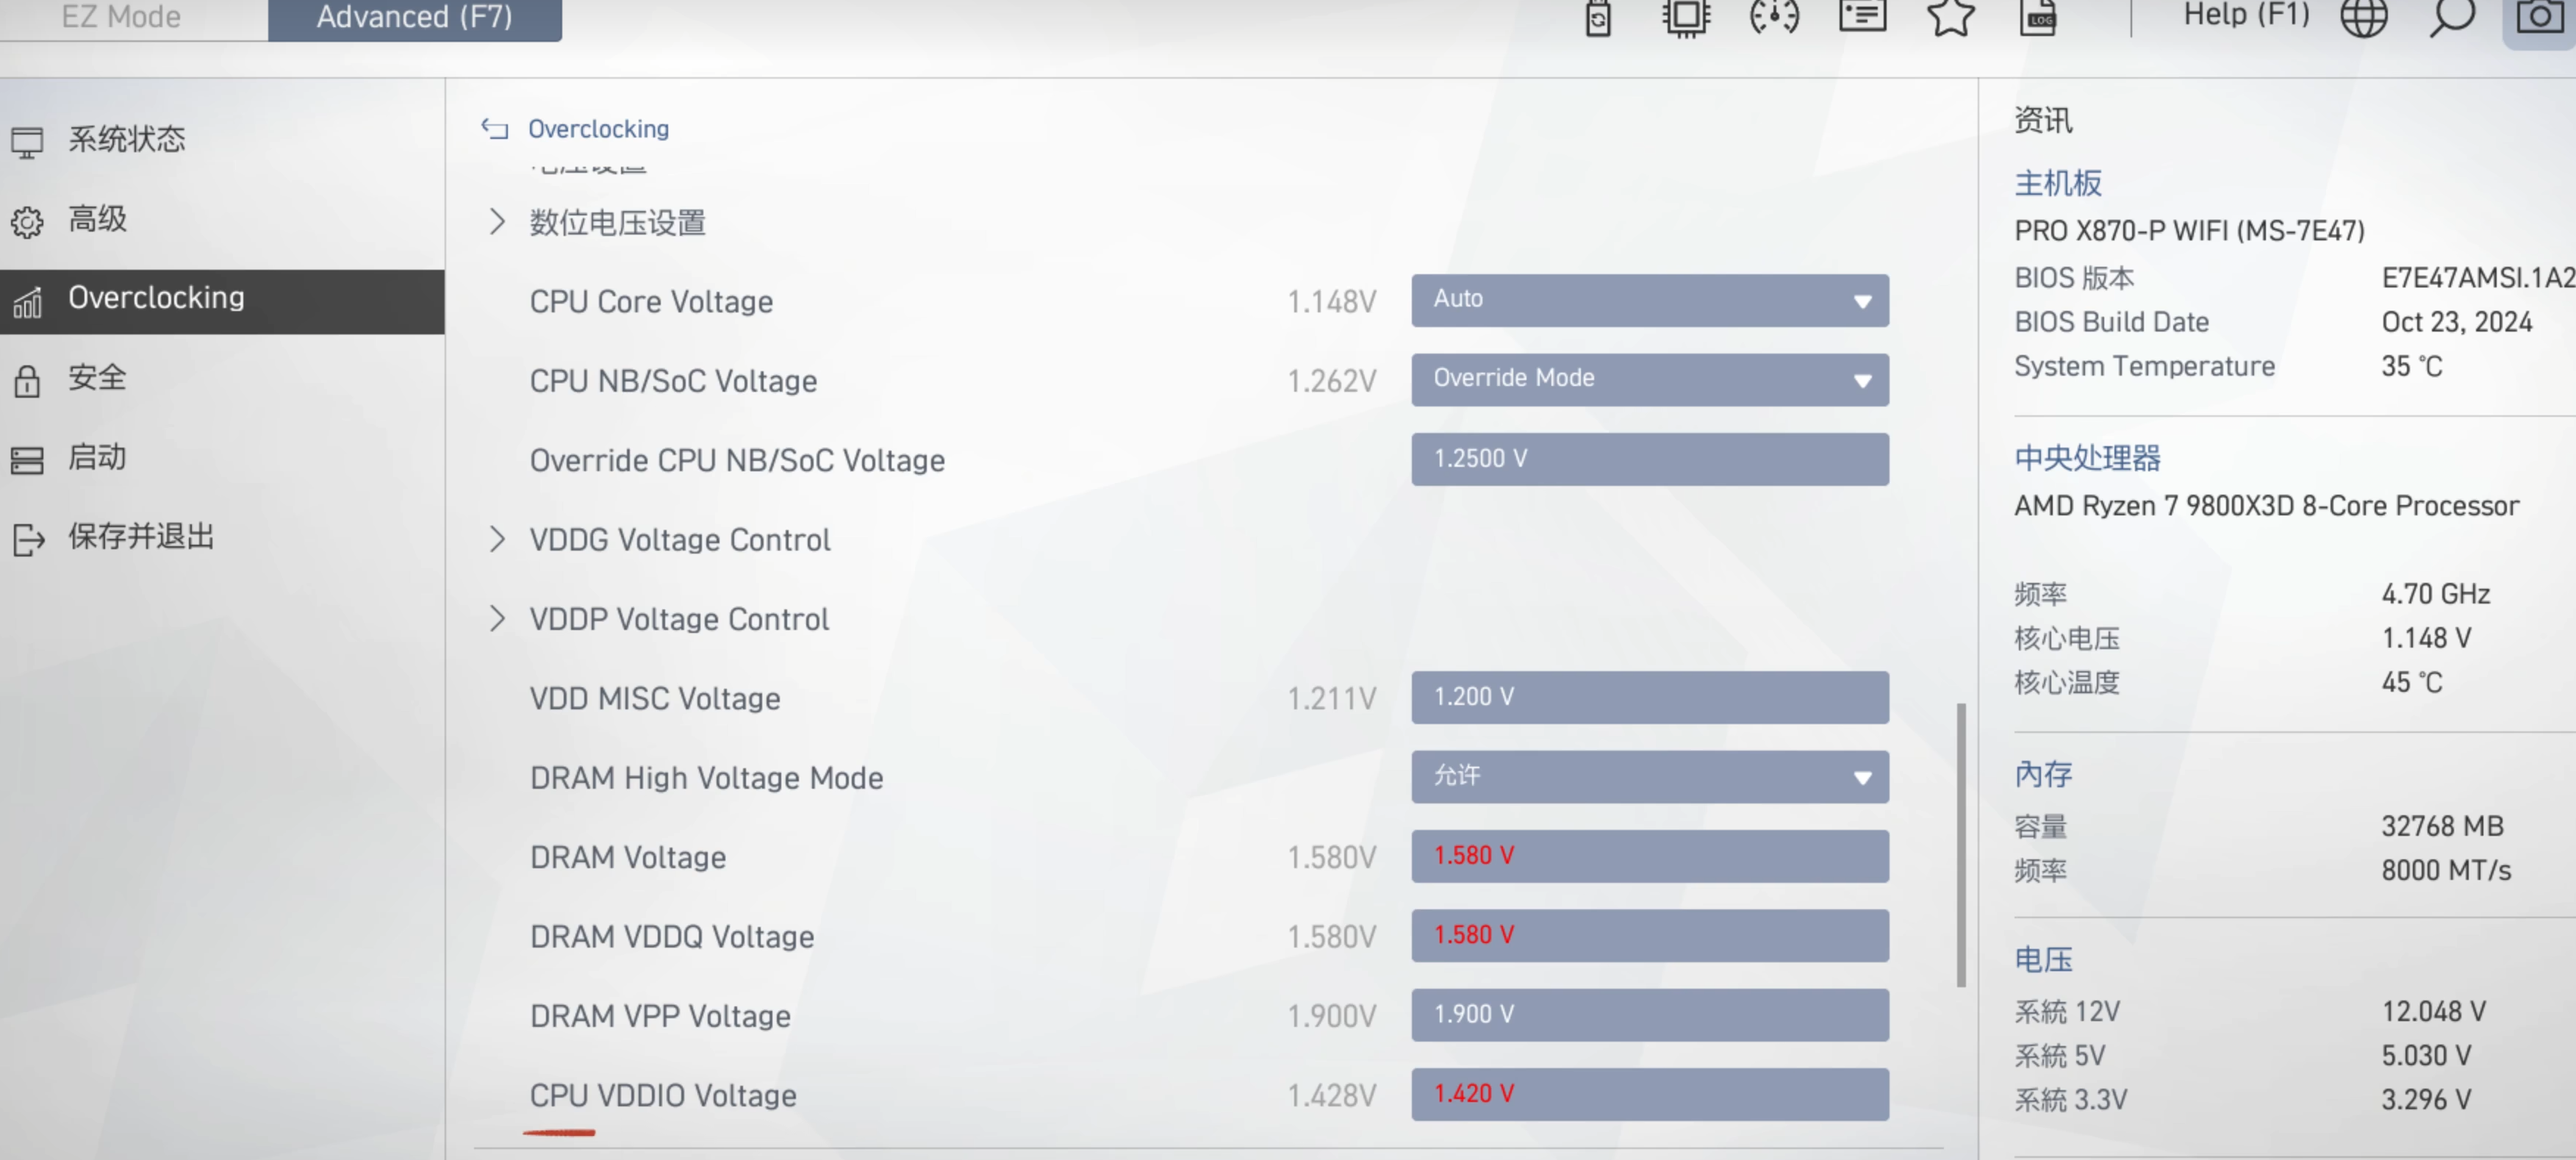 EZ Mode
Advanced (F7)
LOG
Help (F1)
系统状态
高级
Overclocking
安全
启动
保存并退出
Overclocking
电压设置
数位电压设置
CPU Core Voltage 1.148V Auto
CPU NB/SoC Voltage 1.262V Override Mode
Override CPU NB/SoC Voltage 1.2500 V
VDDG Voltage Control
VDDP Voltage Control
VDD MISC Voltage 1.211V 1.200 V
DRAM High Voltage Mode 允许
DRAM Voltage 1.580V 1.580 V
DRAM VDDQ Voltage 1.580V 1.580 V
DRAM VPP Voltage 1.900V 1.900 V
CPU VDDIO Voltage 1.428V 1.420 V
资讯
主机板
PRO X870-P WIFI (MS-7E47)
BIOS 版本 E7E47AMSI.1A2
BIOS Build Date Oct 23, 2024
System Temperature 35 °C
中央处理器
AMD Ryzen 7 9800X3D 8-Core Processor
频率 4.70 GHz
核心电压 1.148 V
核心温度 45 °C
內存
容量 32768 MB
频率 8000 MT/s
电压
系統 12V 12.048 V
系統 5V 5.030 V
系統 3.3V 3.296 V